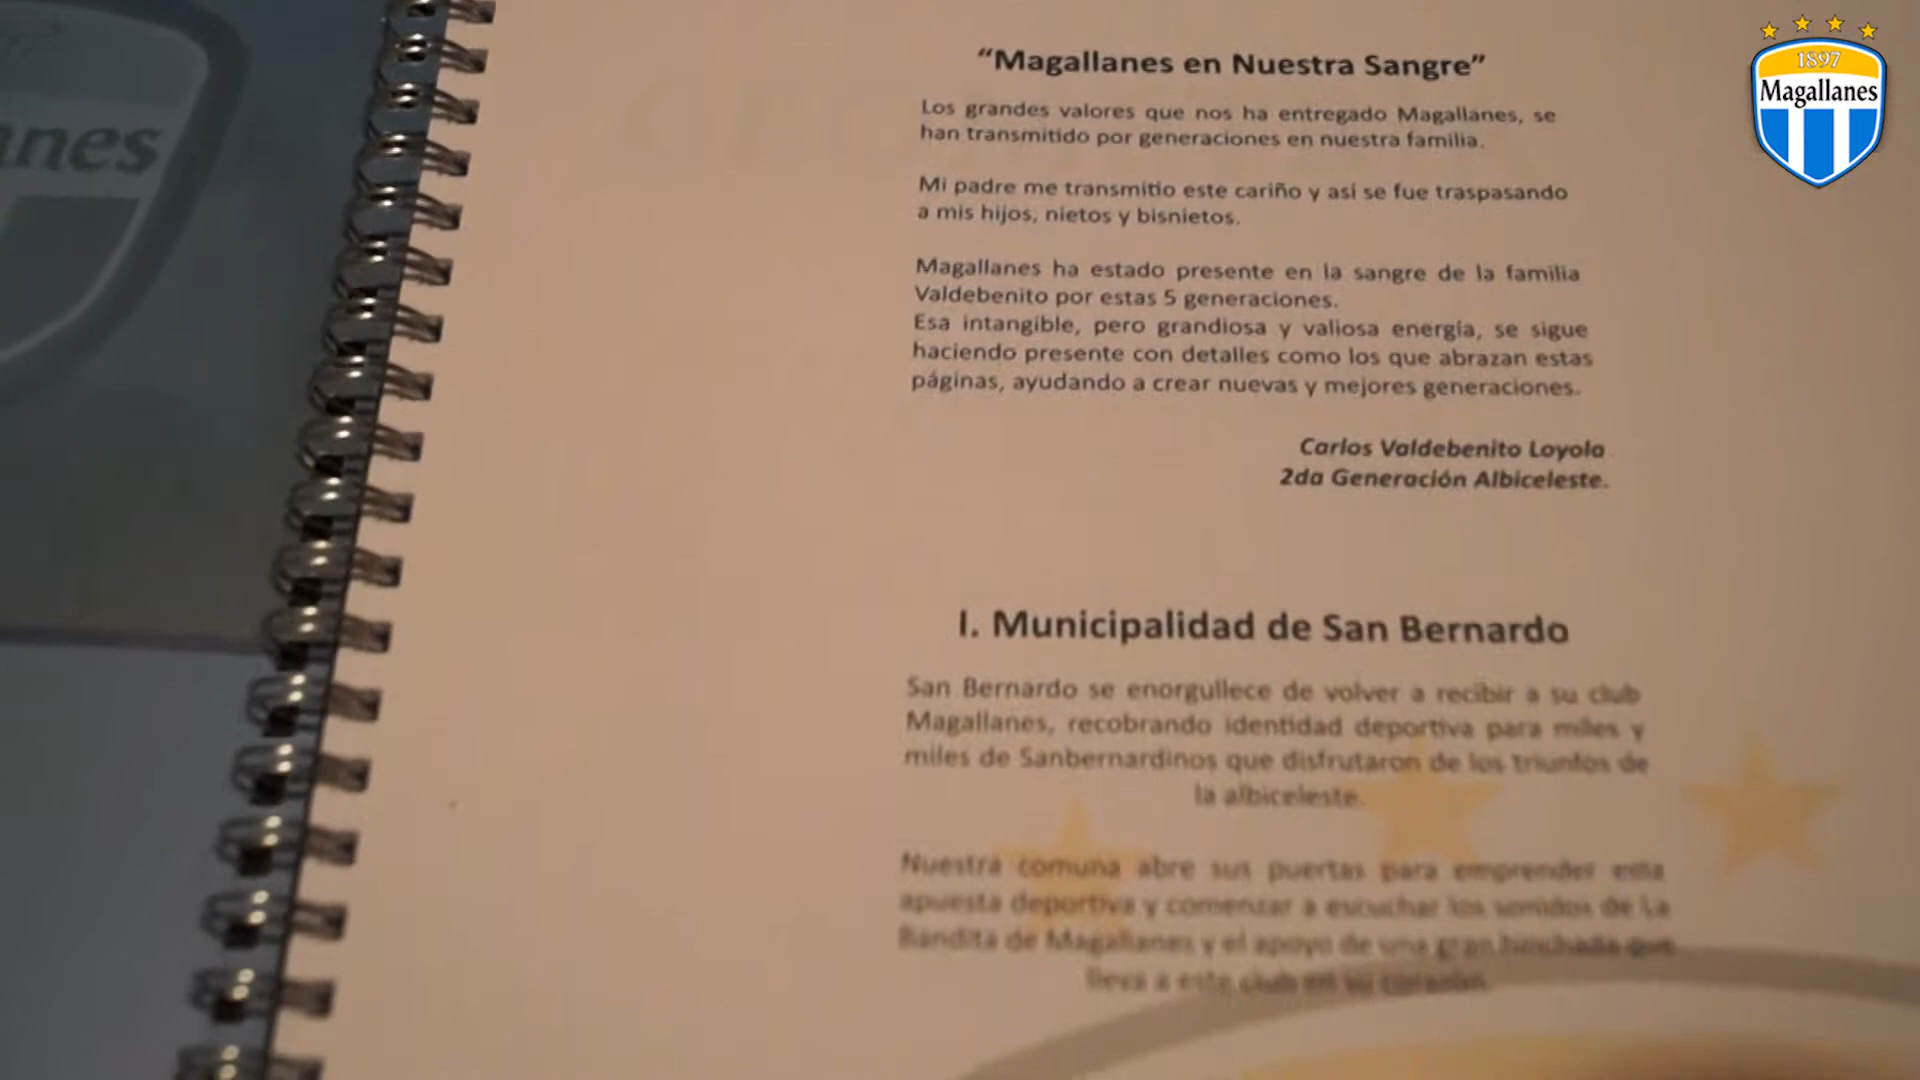 nes
“Magallanes en Nuestra Sangre”
Los grandes valores que nos ha entregado Magallanes, se
han transmitido por generaciones en nuestra familia.
Mi padre me transmitio este cariño y así se fue traspasando
a mis hijos, nietos y bisnietos.
Magallanes ha estado presente en la sangre de la familia
Valdebenito por estas 5 generaciones.
Esa intangible, pero grandiosa y valiosa energía, se sigue
haciendo presente con detalles como los que abrazan estas
páginas, ayudando a crear nuevas y mejores generaciones.
Carlos Valdebenito Loyola
2da Generación Albiceleste.
I. Municipalidad de San Bernardo
San Bernardo se enorgullece de volver a recibir a su club
Magallanes, recobrando identidad deportiva para miles y
miles de Sanbernardinos que disfrutaron de los triunfos de
la albiceleste.
Nuestra comuna abre sus puertas para emprender esta
apuesta deportiva y comenzar a escuchar los sonidos de La
Bandita de Magallanes y el apoyo de una gran hinchada que
lleva a este club en su corazón.
1897
Magallanes